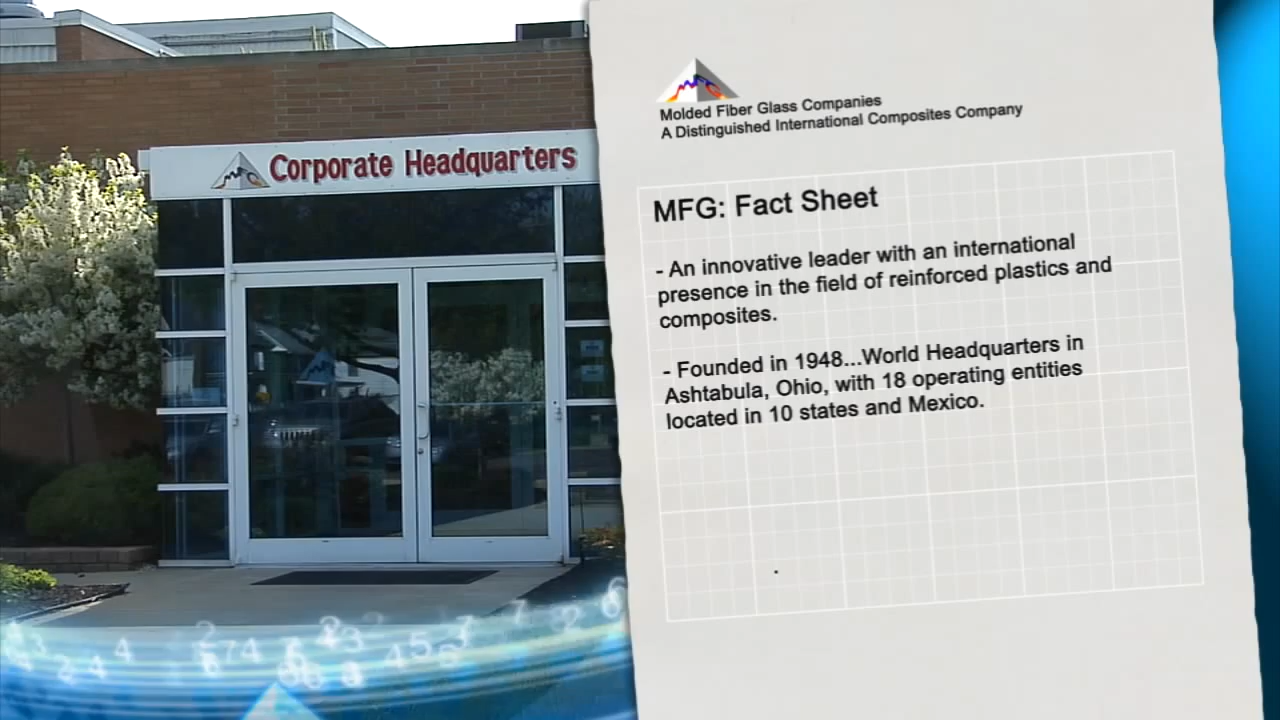 Corporate Headquarters
MFG
Molded Fiber Glass Companies
A Distinguished International Composites Company
MFG: Fact Sheet
- An innovative leader with an international
presence in the field of reinforced plastics and
composites.
- Founded in 1948...World Headquarters in
Ashtabula, Ohio, with 18 operating entities
located in 10 states and Mexico.